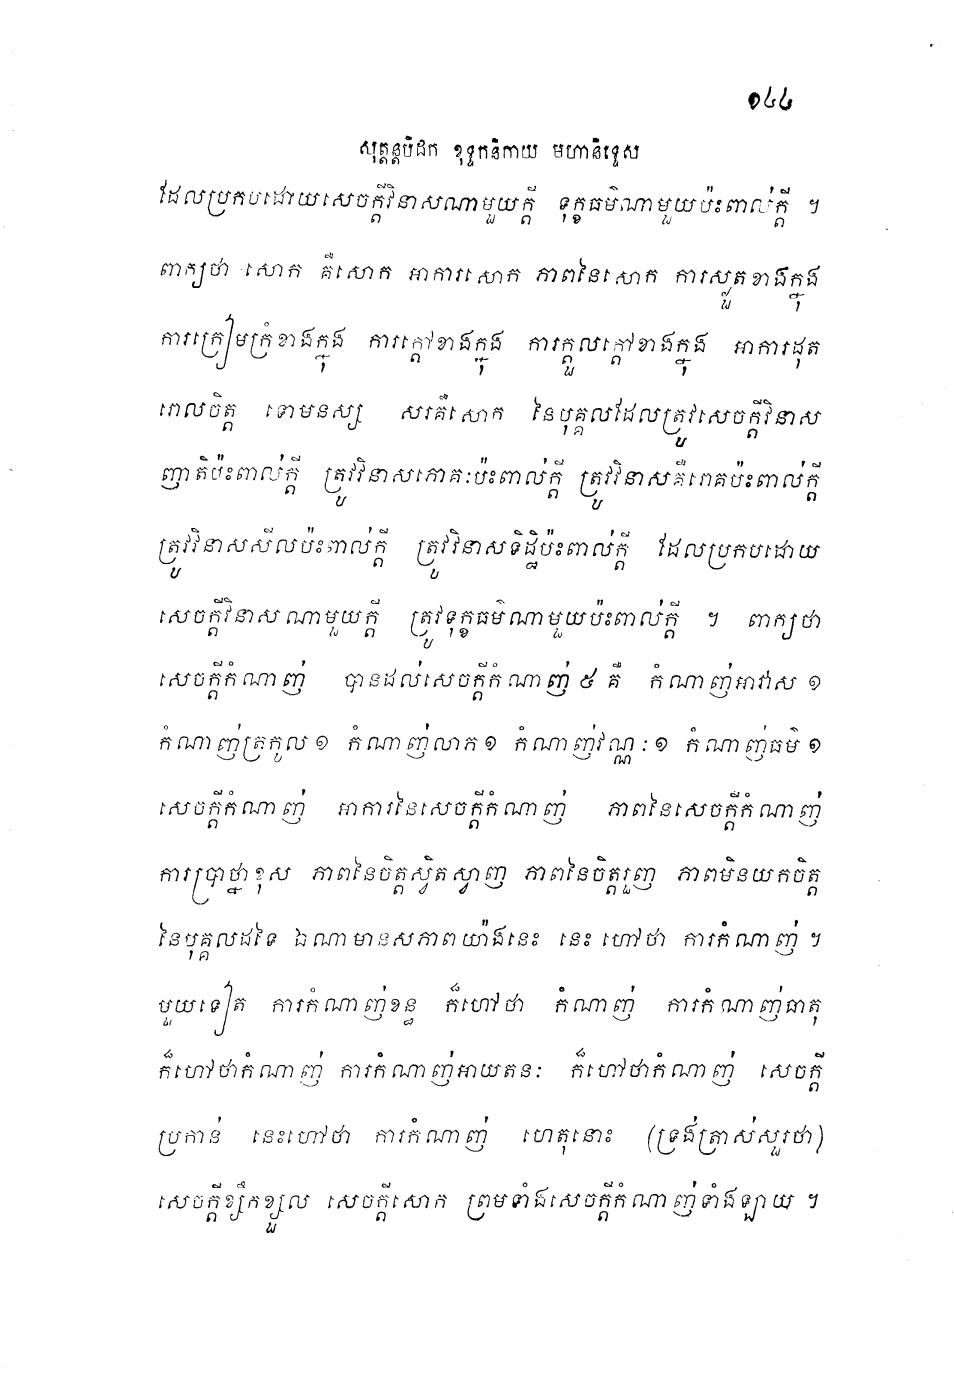 ១៤៤
សុត្តន្តបិដក ខុទ្ទកនិកាយ មហានិទ្ទេស
ដែលប្រកបដោយសេចក្តីវិនាសណាមួយក្តី ទុក្ខធម៌ណាមួយប៉ះពាល់ក្តី ។
ពាក្យថា សោក គឺសោក អាការសោក ភាពនៃសោក ការស្ងួតខាងក្នុង
ការក្រៀមក្រំខាងក្នុង ការក្តៅខាងក្នុង ការក្តួលក្តៅខាងក្នុង អាការដុត
រោលចិត្ត ទោមនស្ស សរគឺសោក នៃបុគ្គលដែលត្រូវសេចក្តីវិនាស
ញាតិប៉ះពាល់ក្តី ត្រូវវិនាសភោគៈប៉ះពាល់ក្តី ត្រូវវិនាសគឺរោគប៉ះពាល់ក្តី
ត្រូវវិនាសសីលប៉ះពាល់ក្តី ត្រូវវិនាសទិដ្ឋិប៉ះពាល់ក្តី ដែលប្រកបដោយ
សេចក្តីវិនាសណាមួយក្តី ត្រូវទុក្ខធម៌ណាមួយប៉ះពាល់ក្តី ។ ពាក្យថា
សេចក្តីកំណាញ់ បានដល់សេចក្តីកំណាញ់ ៥ គឺ កំណាញ់អាវាស ១
កំណាញ់ត្រកូល ១ កំណាញ់លាភ ១ កំណាញ់វណ្ណៈ ១ កំណាញ់ធម៌ ១
សេចក្តីកំណាញ់ អាការនៃសេចក្តីកំណាញ់ ភាពនៃសេចក្តីកំណាញ់
ការប្រាថ្នាខុស ភាពនៃចិត្តស្វិតស្វាញ ភាពនៃចិត្តរួញ ភាពមិនយកចិត្ត
នៃបុគ្គលដទៃ ឯណាមានសភាពយ៉ាងនេះ នេះ ហៅថា ការកំណាញ់ ។
មួយទៀត ការកំណាញ់ខន្ធ ក៏ហៅថា កំណាញ់ ការកំណាញ់ធាតុ
ក៏ហៅថាកំណាញ់ ការកំណាញ់អាយតនៈ ក៏ហៅថាកំណាញ់ សេចក្តី
ប្រកាន់ នេះហៅថា ការកំណាញ់ ហេតុនោះ (ទ្រង់ត្រាស់សួរថា)
សេចក្តីខ្សឹកខ្សួល សេចក្តីសោក ព្រមទាំងសេចក្តីកំណាញ់ទាំងឡាយ ។